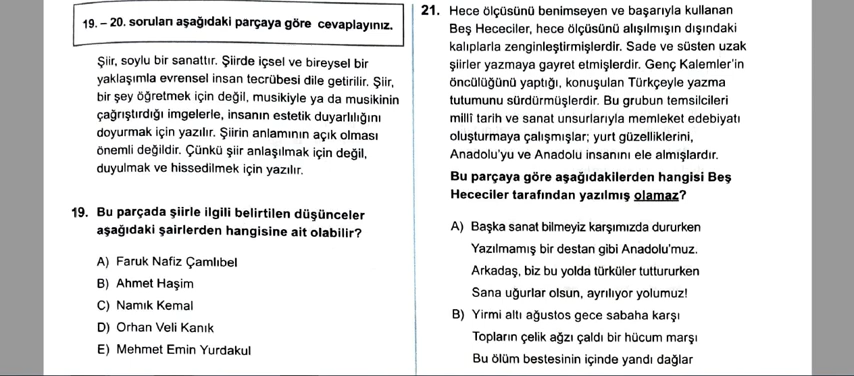 19. – 20. soruları aşağıdaki parçaya göre cevaplayınız.
Şiir, soylu bir sanattır. Şiirde içsel ve bireysel bir
yaklaşımla evrensel insan tecrübesi dile getirilir. Şiir,
bir şey öğretmek için değil, musikiyle ya da musikinin
çağrıştırdığı imgelerle, insanın estetik duyarlılığını
doyurmak için yazılır. Şiirin anlamının açık olması
önemli değildir. Çünkü şiir anlaşılmak için değil,
duyulmak ve hissedilmek için yazılır.
19. Bu parçada şiirle ilgili belirtilen düşünceler
aşağıdaki şairlerden hangisine ait olabilir?
A) Faruk Nafiz Çamlıbel
B) Ahmet Haşim
C) Namık Kemal
D) Orhan Veli Kanık
E) Mehmet Emin Yurdakul
21. Hece ölçüsünü benimseyen ve başarıyla kullanan
Beş Hececiler, hece ölçüsünü alışılmışın dışındaki
kalıplarla zenginleştirmişlerdir. Sade ve süsten uzak
şiirler yazmaya gayret etmişlerdir. Genç Kalemler'in
öncülüğünü yaptığı, konuşulan Türkçeyle yazma
tutumunu sürdürmüşlerdir. Bu grubun temsilcileri
millî tarih ve sanat unsurlarıyla memleket edebiyatı
oluşturmaya çalışmışlar; yurt güzelliklerini,
Anadolu'yu ve Anadolu insanını ele almışlardır.
Bu parçaya göre aşağıdakilerden hangisi Beş
Hececiler tarafından yazılmış olamaz?
A) Başka sanat bilmeyiz karşımızda dururken
Yazılmamış bir destan gibi Anadolu'muz.
Arkadaş, biz bu yolda türküler tuttururken
Sana uğurlar olsun, ayrılıyor yolumuz!
B) Yirmi altı ağustos gece sabaha karşı
Topların çelik ağzı çaldı bir hücum marşı
Bu ölüm bestesinin içinde yandı dağlar